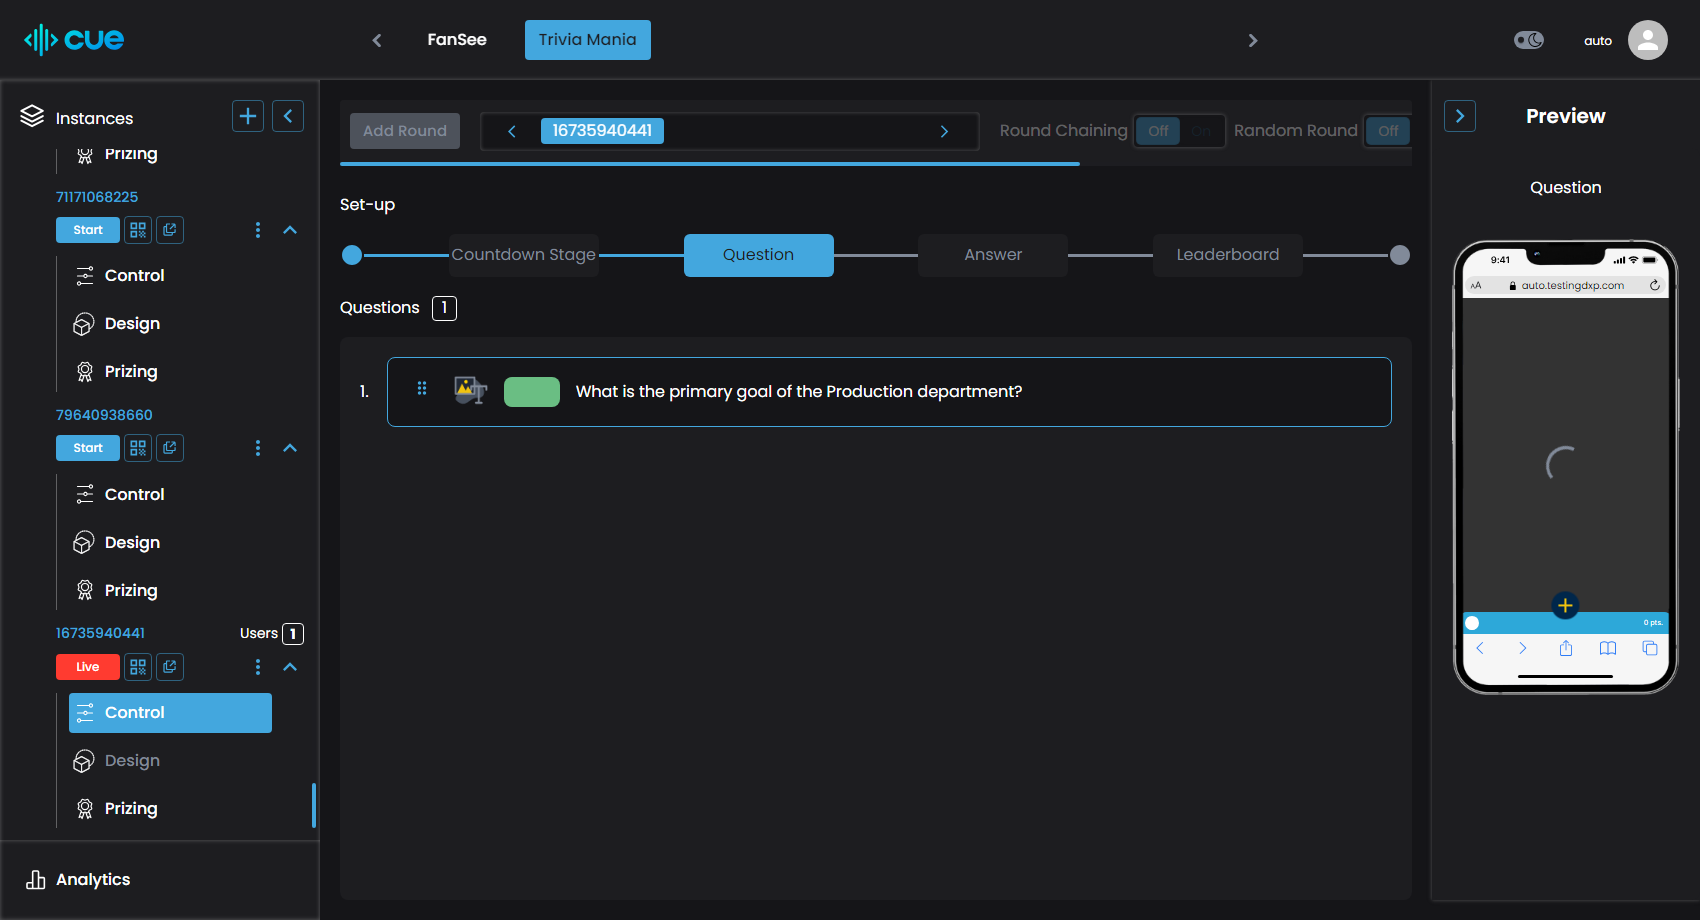 cue
FanSee
Trivia Mania
auto
Instances
Prizing
71171068225
Start
Control
Design
Prizing
79640938660
Start
Control
Design
Prizing
16735940441
Users 1
Live
Control
Design
Prizing
Analytics
Add Round
16735940441
Round Chaining
Off
On
Random Round
Off
Set-up
Countdown Stage
Question
Answer
Leaderboard
Questions 1
1.
What is the primary goal of the Production department?
Preview
Question
9:41
AA
auto.testingdxp.com
0 pts.